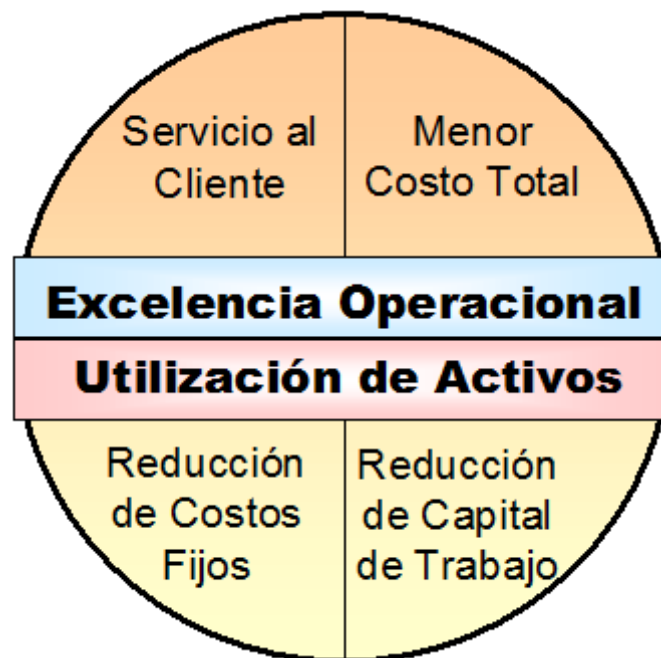 Servicio al
Cliente
Menor
Costo Total
Excelencia Operacional
Utilización de Activos
Reducción
de Costos
Fijos
Reducción
de Capital
de Trabajo